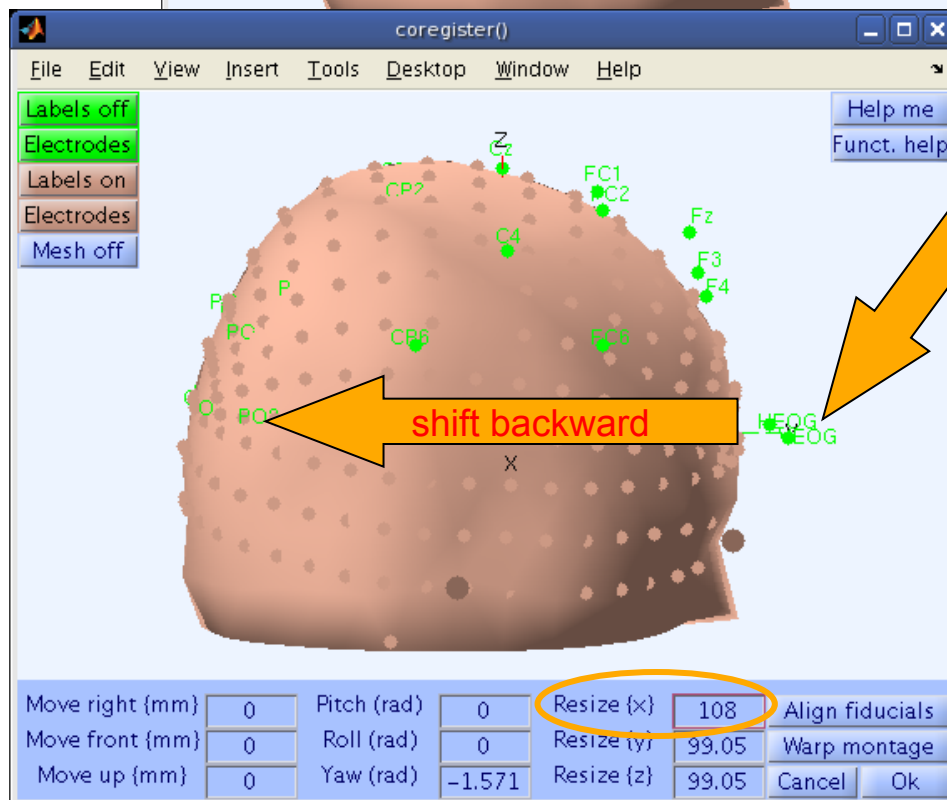 coregister()
File Edit View Insert Tools Desktop Window Help
Labels off
Electrodes
Labels on
Electrodes
Mesh off
Help me
Funct. help
Z
Cz
CP2
FC1
FC2
Fz
C4
F3
F4
P
PO
CP6
FC6
O
PO8
shift backward
HEOG
X
Move right {mm} 0 Pitch (rad) 0 Resize {x} 108 Align fiducials
Move front {mm} 0 Roll (rad) 0 Resize {y} 99.05 Warp montage
Move up {mm} 0 Yaw (rad) −1.571 Resize {z} 99.05 Cancel Ok